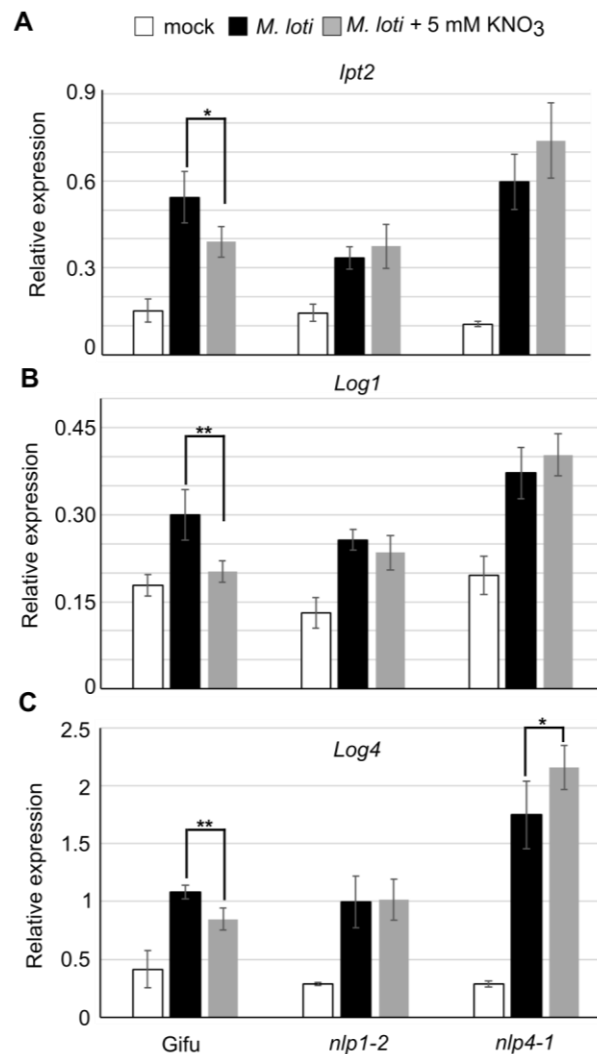 A
mock M. loti M. loti + 5 mM KNO3
Ipt2
0.9
0.6
0.3
0
Relative expression
*
B
Log1
0.45
0.30
0.15
0
Relative expression
**
C
Log4
2.5
2
1.5
1
0.5
0
Relative expression
**
*
Gifu nlp1-2 nlp4-1